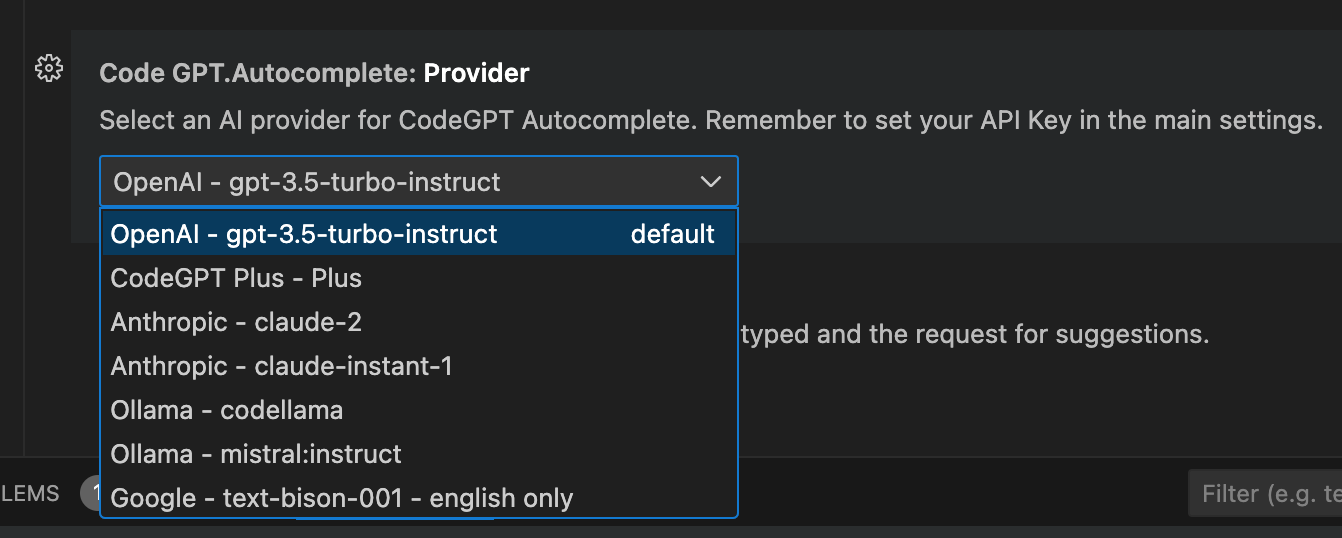 Code GPT.Autocomplete: Provider
Select an AI provider for CodeGPT Autocomplete. Remember to set your API Key in the main settings.
OpenAI - gpt-3.5-turbo-instruct
OpenAI - gpt-3.5-turbo-instruct default
CodeGPT Plus - Plus
Anthropic - claude-2
typed and the request for suggestions.
Anthropic - claude-instant-1
Ollama - codellama
Ollama - mistral:instruct
LEMS 1
Google - text-bison-001 - english only
Filter (e.g. te